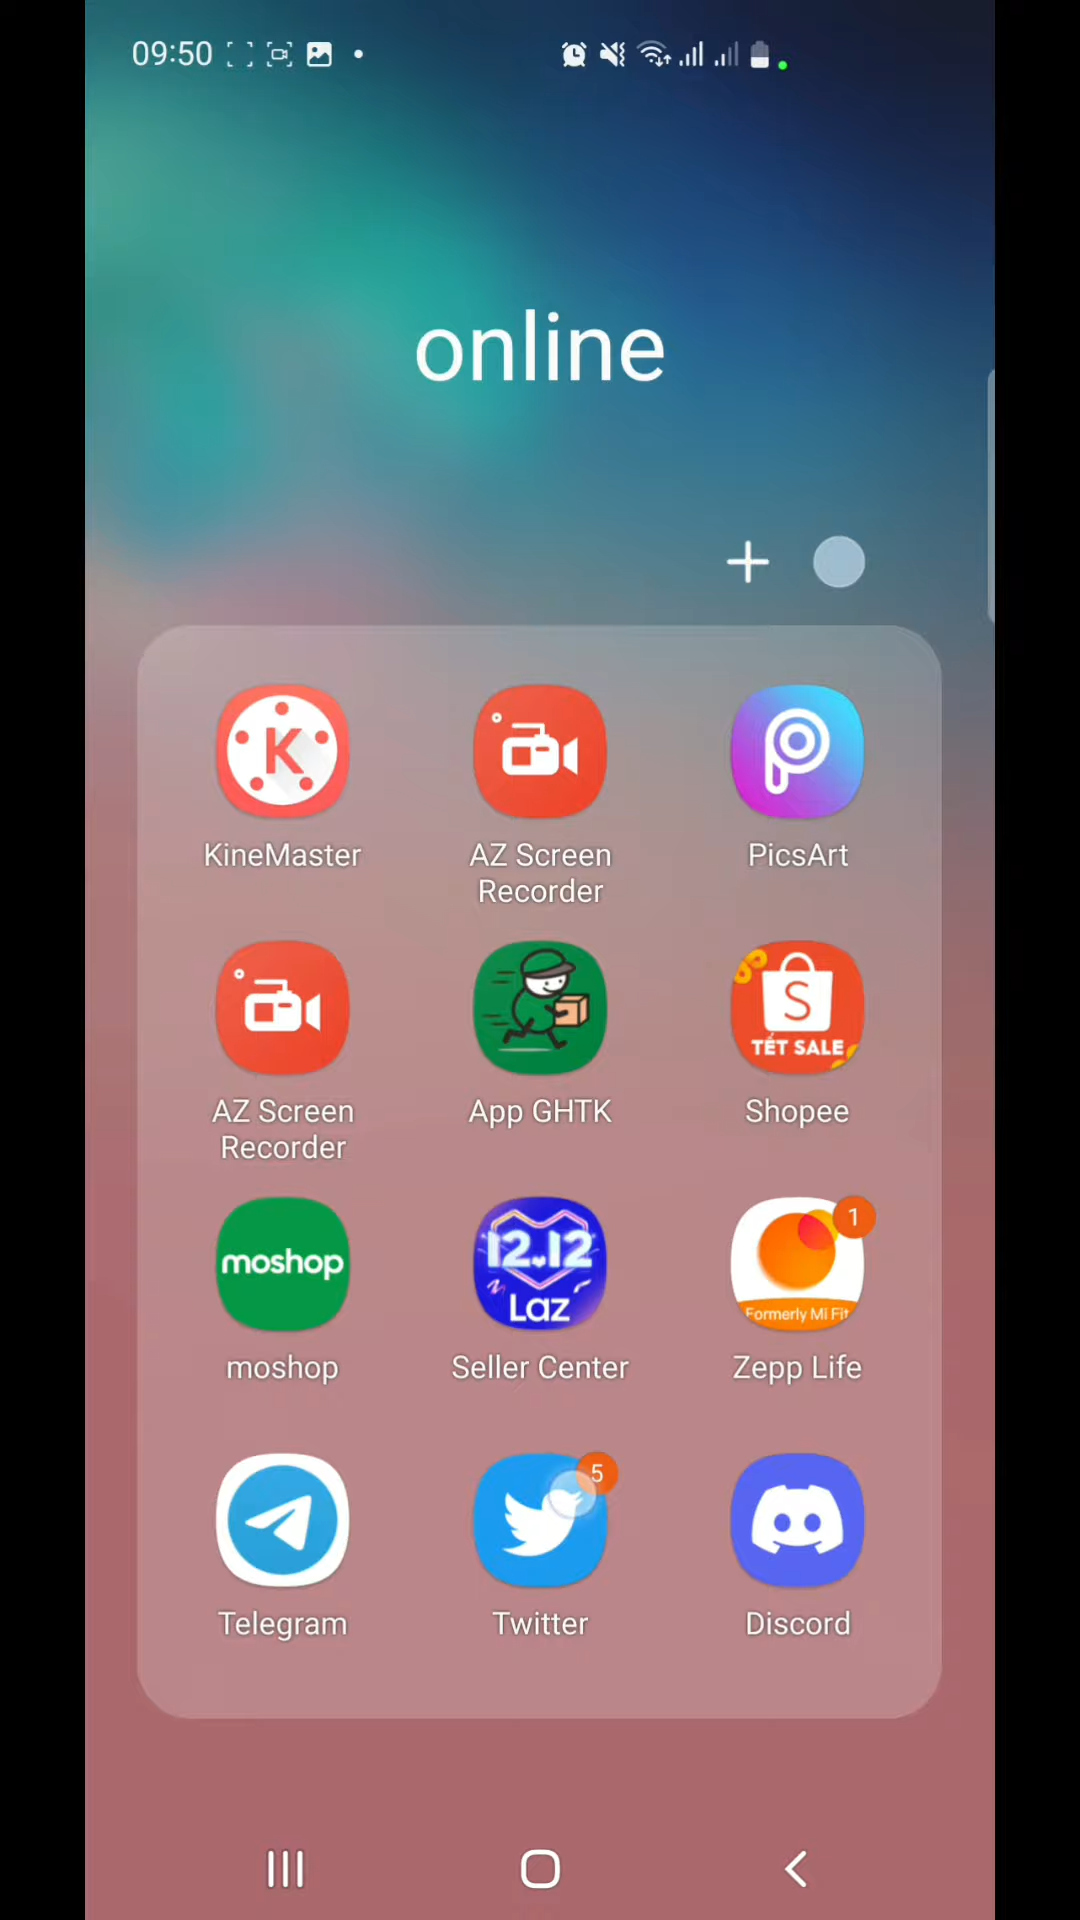 09:50
online
K
KineMaster
AZ Screen
Recorder
PicsArt
AZ Screen
Recorder
App GHTK
S
TẾT SALE
Shopee
moshop
moshop
12.12
Laz
Seller Center
1
Formerly Mi Fit
Zepp Life
Telegram
5
Twitter
Discord